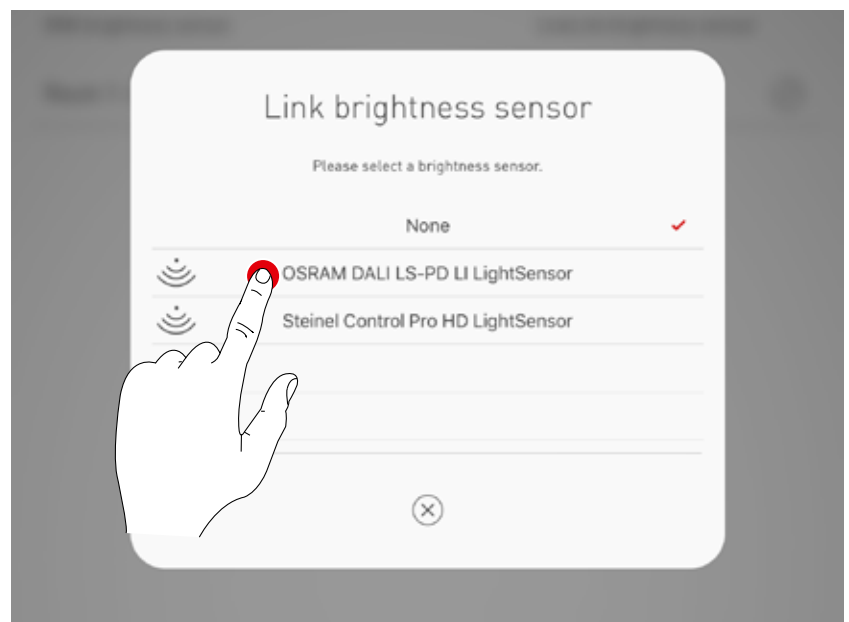 Link brightness sensor
Please select a brightness sensor.
None
OSRAM DALI LS-PD LI LightSensor
Steinel Control Pro HD LightSensor